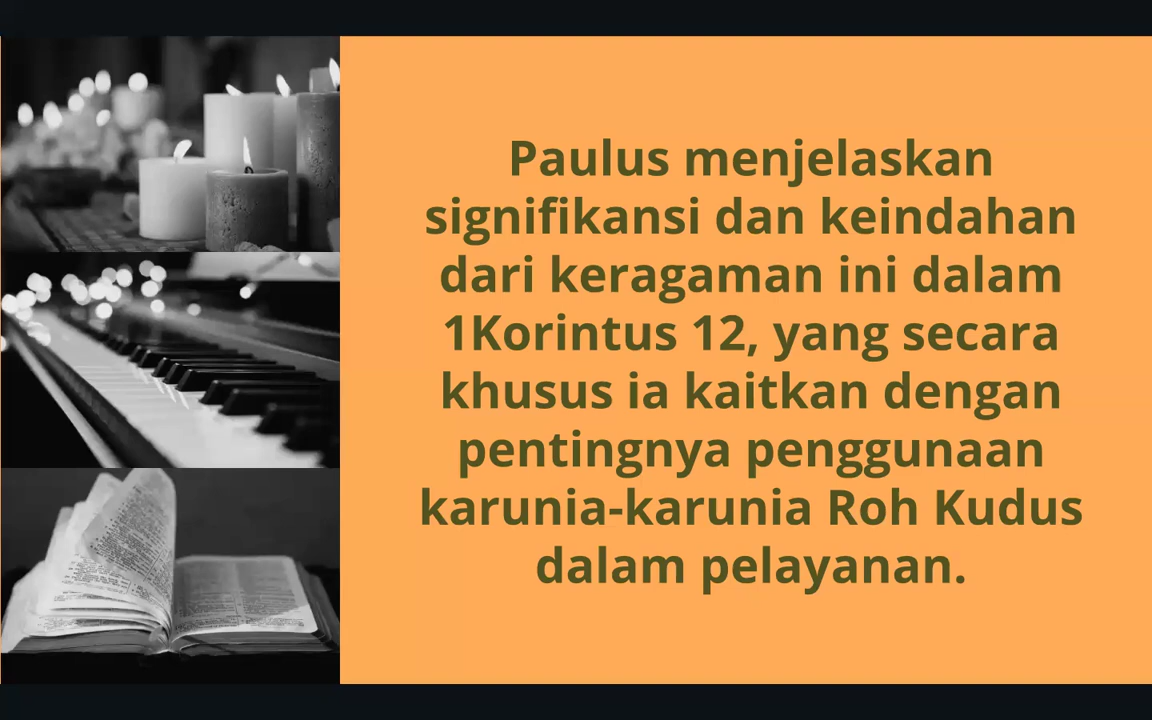 Paulus menjelaskan
signifikansi dan keindahan
dari keragaman ini dalam
1Korintus 12, yang secara
khusus ia kaitkan dengan
pentingnya penggunaan
karunia-karunia Roh Kudus
dalam pelayanan.